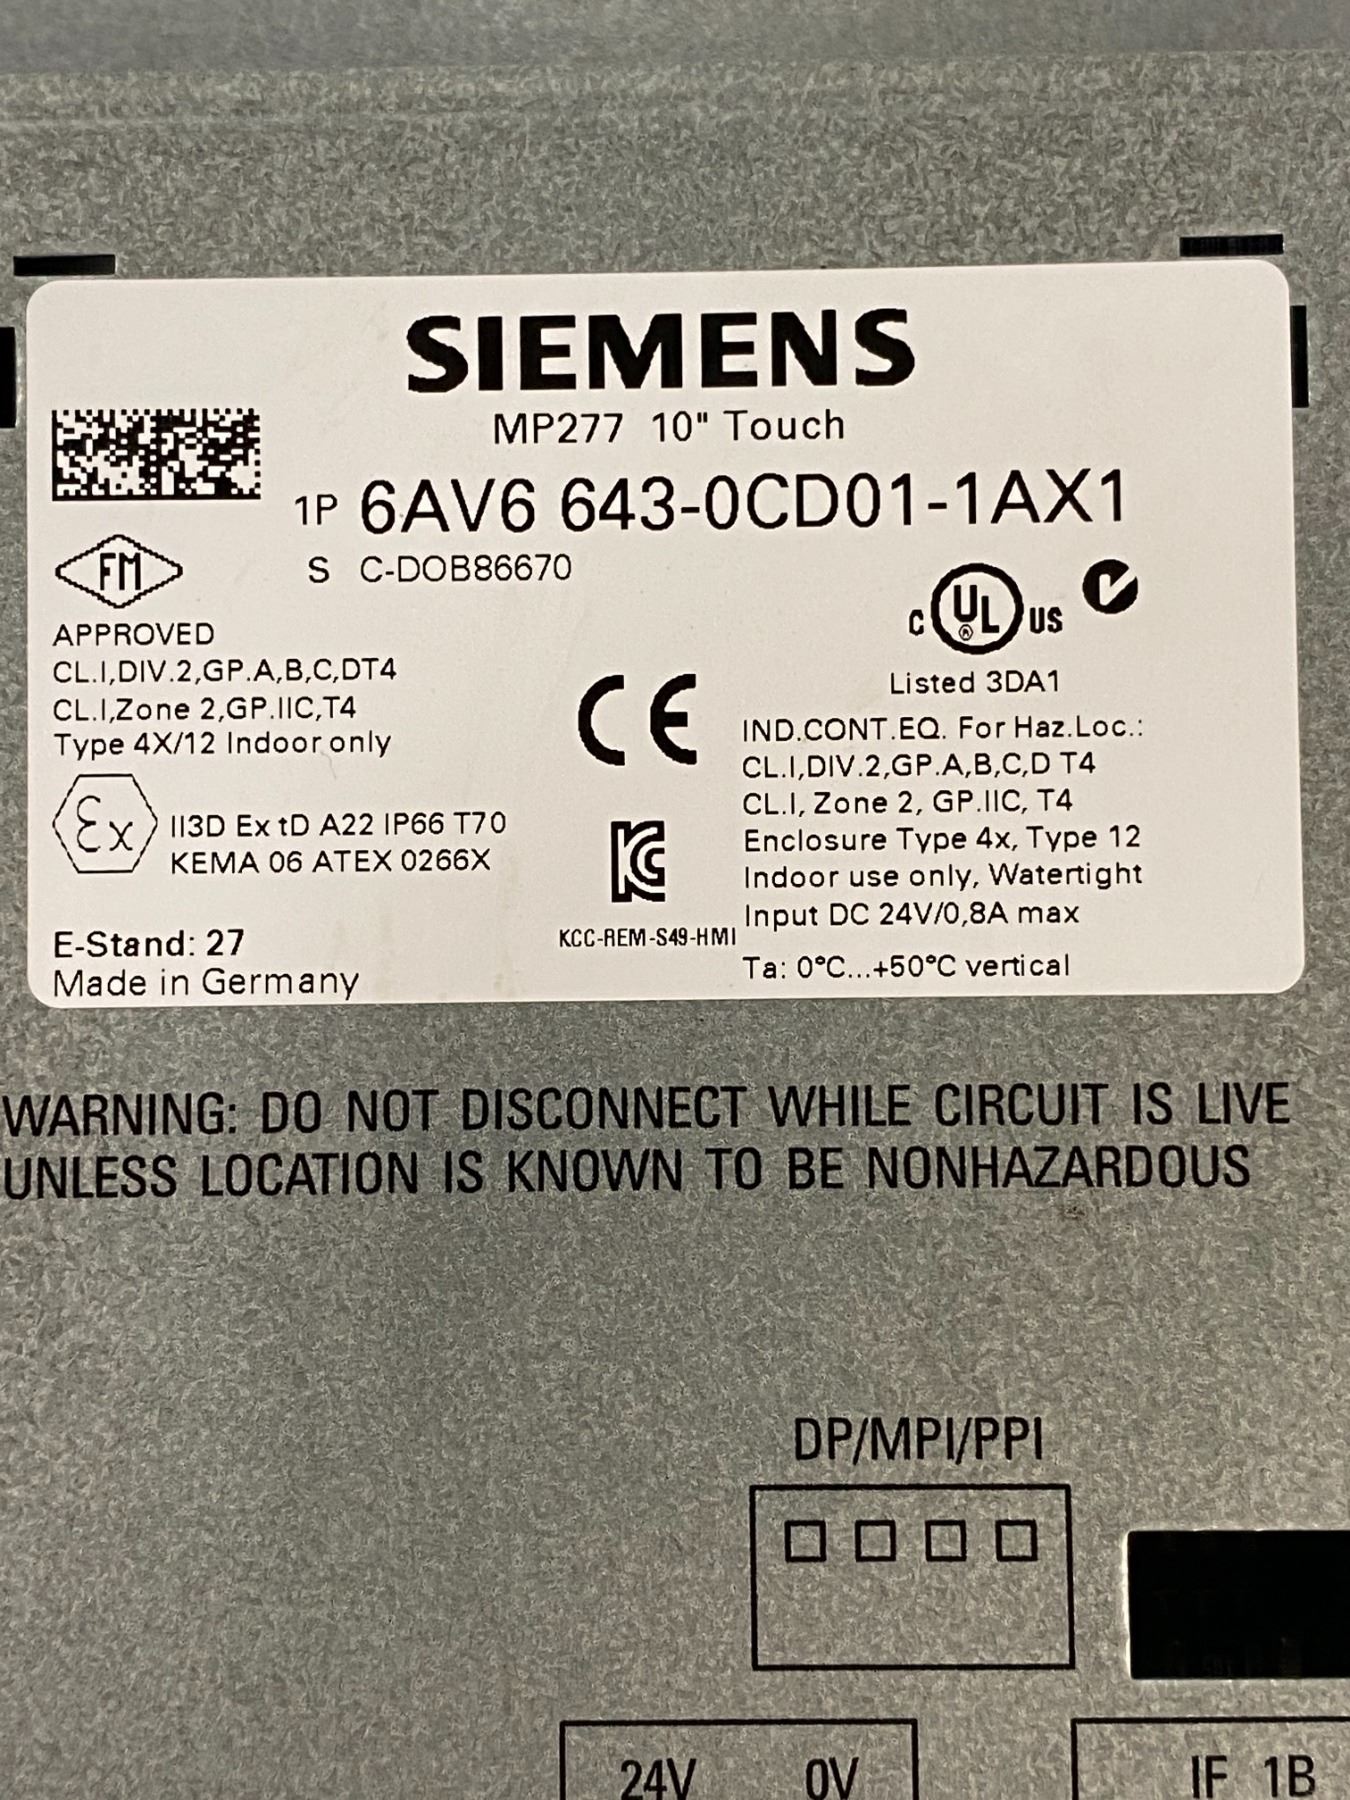 SIEMENS
MP277 10" Touch
1P 6AV6 643-0CD01-1AX1
S C-DOB86670
FM
APPROVED
CL.I,DIV.2,GP.A,B,C,DT4
CL.I,Zone 2,GP.IIC,T4
Type 4X/12 Indoor only
Ex II3D Ex tD A22 IP66 T70
KEMA 06 ATEX 0266X
E-Stand: 27
Made in Germany
CE
KCC-REM-S49-HMI
C UL ® US
Listed 3DA1
IND.CONT.EQ. For Haz.Loc.:
CL.I,DIV.2,GP.A,B,C,D T4
CL.I, Zone 2, GP.IIC, T4
Enclosure Type 4x, Type 12
Indoor use only, Watertight
Input DC 24V/0,8A max
Ta: 0°C...+50°C vertical
WARNING: DO NOT DISCONNECT WHILE CIRCUIT IS LIVE
UNLESS LOCATION IS KNOWN TO BE NONHAZARDOUS
DP/MPI/PPI
24V 0V
IF 1B